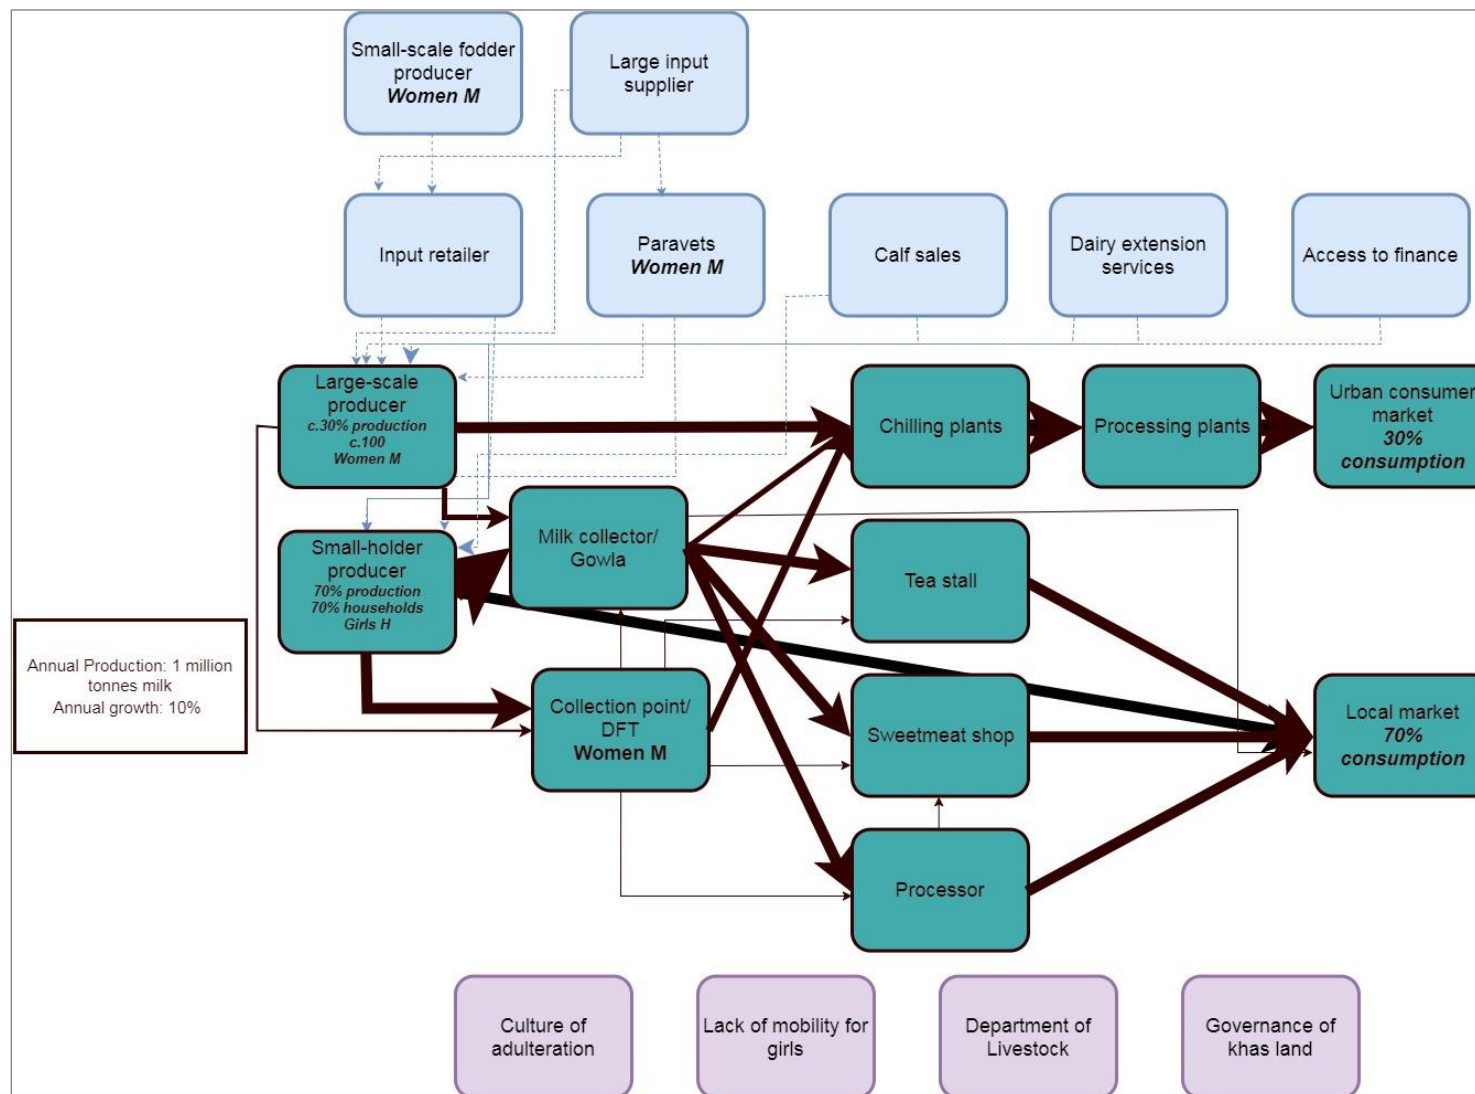 Small-scale fodder
producer
Women M
Large input
supplier
Input retailer
Paravets
Women M
Calf sales
Dairy extension
services
Access to finance
Large-scale
producer
c.30% production
c.100
Women M
Chilling plants
Processing plants
Urban consumer
market
30%
consumption
Milk collector/
Gowla
Tea stall
Small-holder
producer
70% production
70% households
Girls H
Annual Production: 1 million
tonnes milk
Annual growth: 10%
Collection point/
DFT
Women M
Sweetmeat shop
Local market
70%
consumption
Processor
Culture of
adulteration
Lack of mobility for
girls
Department of
Livestock
Governance of
khas land